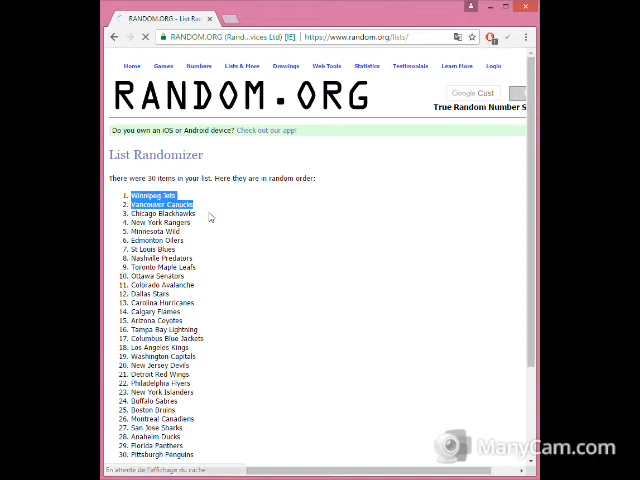 RANDOM.ORG - List Ran
RANDOM.ORG (Rand...vices Ltd) [IE]
https://www.random.org/lists/
Home Games Numbers Lists & More Drawings Web Tools Statistics Testimonials Learn More Login
RANDOM.ORG
Google Cust
True Random Number S
Do you own an iOS or Android device? Check out our app!
List Randomizer
There were 30 items in your list. Here they are in random order:
1. Winnipeg Jets
2. Vancouver Canucks
3. Chicago Blackhawks
4. New York Rangers
5. Minnesota Wild
6. Edmonton Oilers
7. St Louis Blues
8. Nashville Predators
9. Toronto Maple Leafs
10. Ottawa Senators
11. Colorado Avalanche
12. Dallas Stars
13. Carolina Hurricanes
14. Calgary Flames
15. Arizona Coyotes
16. Tampa Bay Lightning
17. Columbus Blue Jackets
18. Los Angeles Kings
19. Washington Capitals
20. New Jersey Devils
21. Detroit Red Wings
22. Philadelphia Flyers
23. New York Islanders
24. Buffalo Sabres
25. Boston Bruins
26. Montreal Canadiens
27. San Jose Sharks
28. Anaheim Ducks
29. Florida Panthers
30. Pittsburgh Penguins
ManyCam.com
En attente de l'affichage du cache